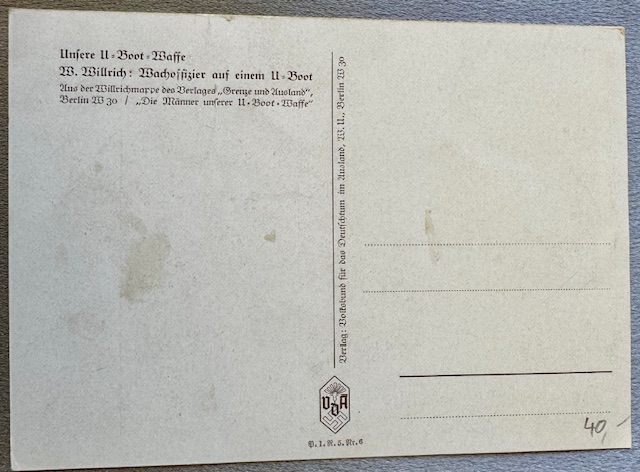 Unsere U=Boot=Waffe
W. Willrich: Wachoffizier auf einem U=Boot
Aus der Willrichmappe des Verlages „Grenze und Ausland“,
Berlin W 30 / „Die Männer unserer U=Boot=Waffe“
Verlag: Volksbund für das Deutschtum im Ausland, W. U., Berlin W 30
VDA
P. I. R. 5. Nr. 6
40,-